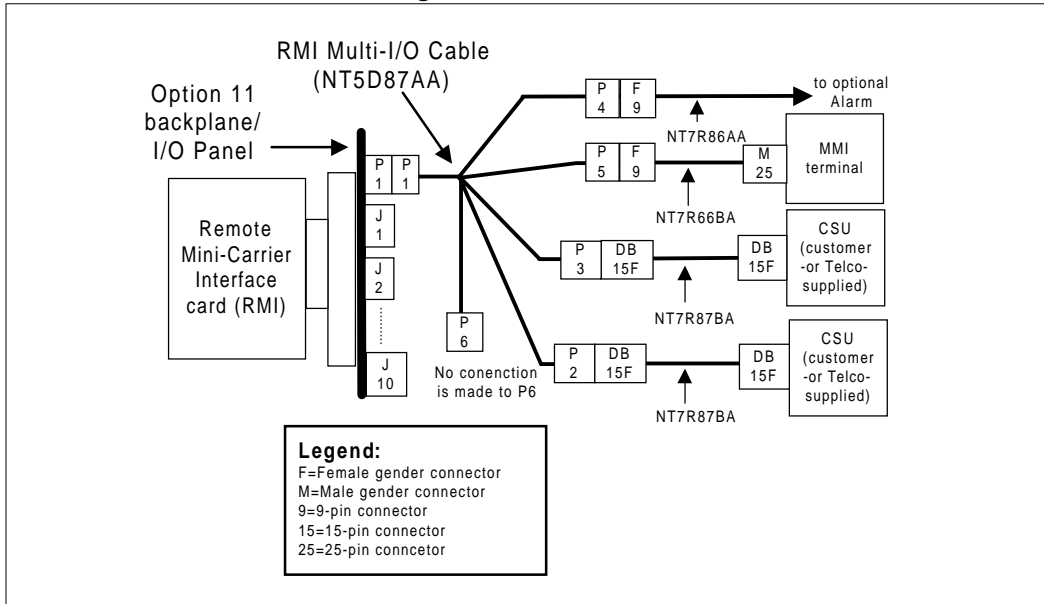 RMI Multi-I/O Cable
(NT5D87AA)
Option 11
backplane/
I/O Panel
Remote
Mini-Carrier
Interface
card (RMI)
P
1
P
1
J
1
J
2
J
10
P
4
F
9
NT7R86AA
to optional
Alarm
P
5
F
9
NT7R66BA
M
25
MMI
terminal
P
3
DB
15F
NT7R87BA
DB
15F
CSU
(customer
-or Telco-
supplied)
P
6
No conenction
is made to P6
P
2
DB
15F
NT7R87BA
DB
15F
CSU
(customer
-or Telco-
supplied)
Legend:
F=Female gender connector
M=Male gender connector
9=9-pin connector
15=15-pin connector
25=25-pin conncetor